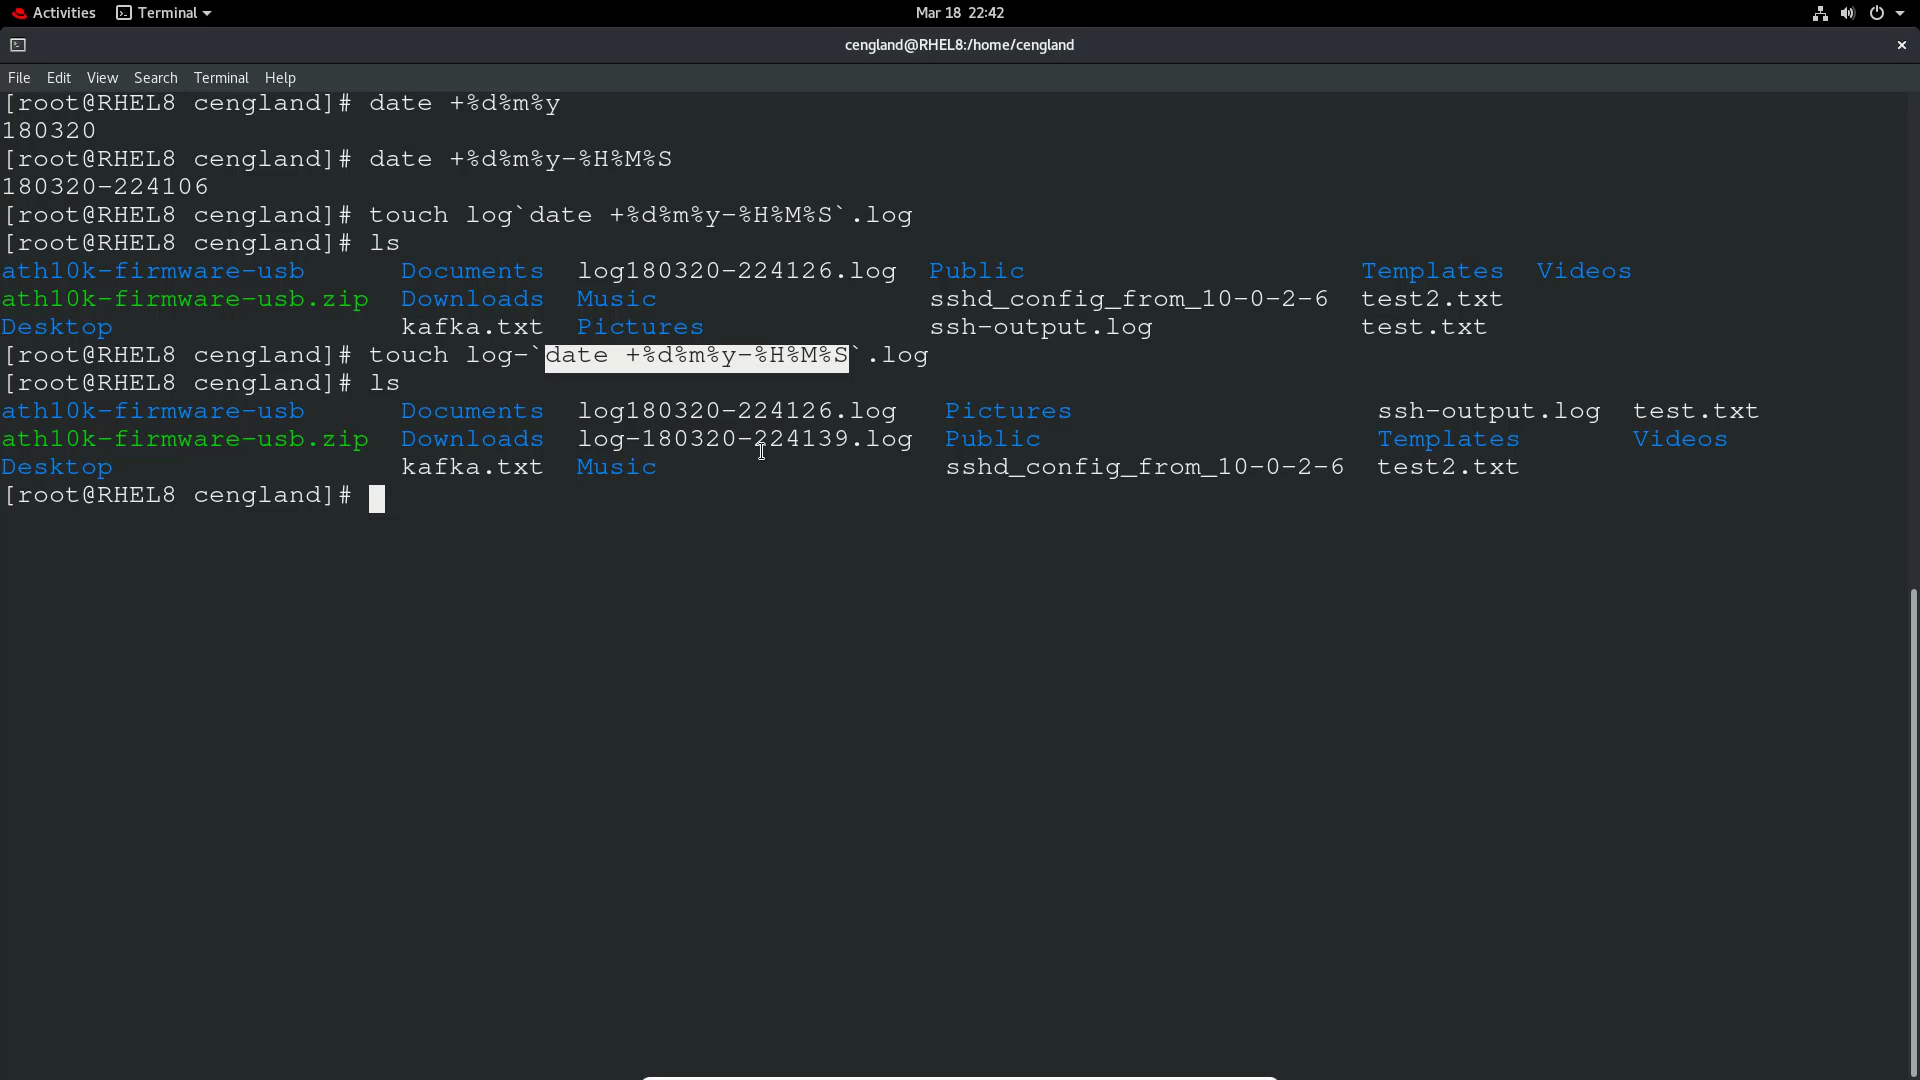 Activities Terminal Mar 18 22:42
cengland@RHEL8:/home/cengland ×
File Edit View Search Terminal Help
[root@RHEL8 cengland]# date +%d%m%y
180320
[root@RHEL8 cengland]# date +%d%m%y-%H%M%S
180320-224106
[root@RHEL8 cengland]# touch log`date +%d%m%y-%H%M%S`.log
[root@RHEL8 cengland]# ls
ath10k-firmware-usb Documents log180320-224126.log Public Templates Videos
ath10k-firmware-usb.zip Downloads Music sshd_config_from_10-0-2-6 test2.txt
Desktop kafka.txt Pictures ssh-output.log test.txt
[root@RHEL8 cengland]# touch log-`date +%d%m%y-%H%M%S`.log
[root@RHEL8 cengland]# ls
ath10k-firmware-usb Documents log180320-224126.log Pictures ssh-output.log test.txt
ath10k-firmware-usb.zip Downloads log-180320-224139.log Public Templates Videos
Desktop kafka.txt Music sshd_config_from_10-0-2-6 test2.txt
[root@RHEL8 cengland]#